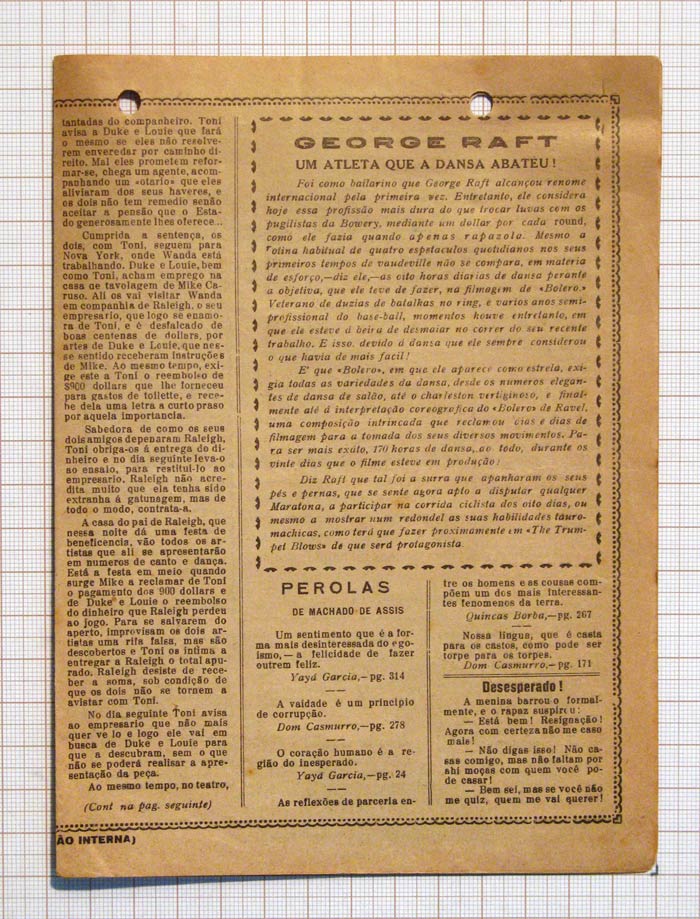 tantadas do companheiro. Toni
avisa a Duke e Louie que fará
o mesmo se eles não resolve-
rem enveredar por caminho di-
reito. Mal eles prometem refor-
mar-se, chega um agente, acom-
panhando um «otario» que eles
aliviaram dos seus haveres, e
os dois não tem remedio senão
aceitar a pensão que o Esta-
do generosamente lhes oferece...
Cumprida a sentença, os
dois, com Toni, seguem para
Nova York, onde Wanda está
trabalhando. Duke e Louie, bem
como Toni, acham emprego na
casa de tavolagem de Mike Ca-
ruso. Ali os vai visitar Wanda
em companhia de Raleigh, o seu
empresario, que logo se enamo-
ra de Toni, e é desfalcado de
boas centenas de dollars, por
artes de Duke e Louie, que nes-
se sentido receberam instruções
de Mike. Ao mesmo tempo, exi-
ge este a Toni o reembolso de
$900 dollars que lhe forneceu
para gastos de toilette, e rece-
be dela uma letra a curto praso
por aquela importancia.
Sabedora de como os seus
dois amigos depenaram Raleigh,
Toni obriga-os á entrega do di-
nheiro e no dia seguinte leva-o
ao ensaio, para restitui-lo ao
empresario. Raleigh não acre-
dita muito que ela tenha sido
extranha á gatunagem, mas de
todo o modo, contrata-a.
A casa do pai de Raleigh, que
nessa noite dá uma festa de
beneficencia, vão todos os ar-
tistas que ali se apresentarão
em numeros de canto e dança.
Está a festa em meio quando
surge Mike a reclamar de Toni
o pagamento dos 900 dollars e
de Duke e Louie o reembolso
do dinheiro que Raleigh perdeu
ao jogo. Para se salvarem do
aperto, improvisam os dois ar-
tistas uma rifa falsa, mas são
descobertos e Toni os intima a
entregar a Raleigh o total apu-
rado. Raleigh desiste de rece-
ber a soma, sob condição de
que os dois não se tornem a
avistar com Toni.
No dia seguinte Toni avisa
ao empresario que não mais
quer ve lo e logo ele vai em
busca de Duke e Louie para
que a descubram, sem o que
não se poderá realisar a apre-
sentação da peça.
Ao mesmo tempo, no teatro,
(Cont na pag. seguinte)
ÃO INTERNA)
GEORGE RAFT
UM ATLETA QUE A DANSA ABATEU!
Foi como bailarino que George Raft alcançou renome
internacional pela primeira vez. Entretanto, ele considera
hoje essa profissão mais dura do que trocar luvas com os
pugilistas da Bowery, mediante um dollar por cada round,
como ele fazia quando apenas rapazola. Mesmo a
rotina habitual de quatro espetaculos quotidianos nos seus
primeiros tempos de vaudeville não se compara, em materia
de esforço,—diz ele,—as oito horas diarias de dansa perante
a objetiva, que ele teve de fazer, na filmagem de «Bolero.»
Veterano de duzias de batalhas no ring, e varios anos semi-
profissional do base-ball, momentos houve entretanto, em
que ele esteve á beira de desmaiar no correr do seu recente
trabalho. E isso, devido á dansa que ele sempre considerou
o que havia de mais facil!
E' que «Bolero», em que ele aparece como estrela, exi-
gia todas as variedades da dansa, desde os numeros elegan-
tes de dansa de salão, até o charleston vertiginoso, e final-
mente até á interpretação coreografica do «Bolero» de Ravel,
uma composição intrincada que reclamou dias e dias de
filmagem para a tomada dos seus diversos movimentos. Pa-
ra ser mais exato, 170 horas de dansa, ao todo, durante os
vinte dias que o filme esteve em produção!
Diz Raft que tal foi a surra que apanharam os seus
pés e pernas, que se sente agora apto a disputar qualquer
Maratona, a participar na corrida ciclista dos oito dias, ou
mesmo a mostrar num redondel as suas habilidades tauro-
machicas, como terá que fazer proximamente em «The Trum-
pet Blows» de que será protagonista.
PEROLAS
DE MACHADO DE ASSIS
Um sentimento que é a for-
ma mais desinteressada do ego-
ismo,—a felicidade de fazer
outrem feliz.
Yayá Garcia,—pg. 314
A vaidade é um principio
de corrupção.
Dom Casmurro,—pg. 278
O coração humano é a re-
gião do inesperado.
Yayá Garcia,—pg. 24
As reflexões de parceria en-
tre os homens e as cousas com-
põem um dos mais interessan-
tes fenomenos da terra.
Quincas Borba,—pg. 267
Nossa lingua, que é casta
para os castos, como pode ser
torpe para os torpes.
Dom Casmurro,—pg. 171
Desesperado!
A menina barrou-o formal-
mente, e o rapaz suspirou:
— Está bem! Resignação!
Agora com certeza não me caso
mais!
— Não digas isso! Não ca-
sas comigo, mas não faltam por
ahi moças com quem você po-
de casar!
— Bem sei, mas se você não
me quiz, quem me vai querer!